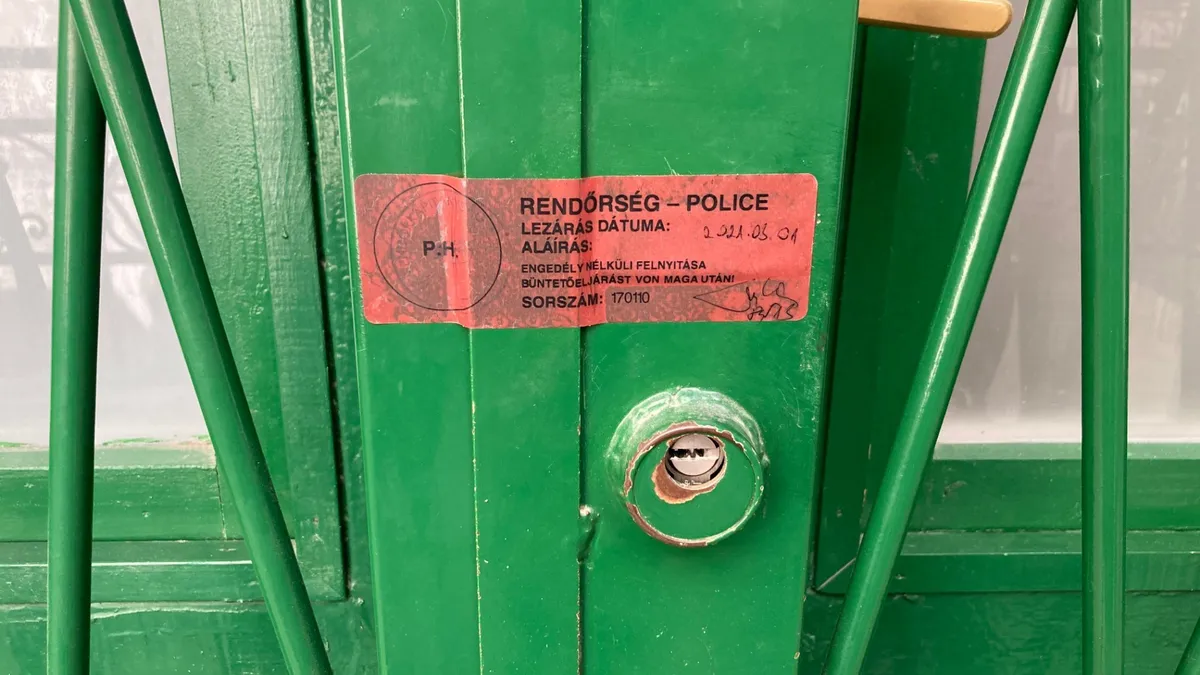 P.H.
RENDŐRSÉG – POLICE
LEZÁRÁS DÁTUMA: 2021.03.01
ALÁÍRÁS:
ENGEDÉLY NÉLKÜLI FELNYITÁSA
BÜNTETŐELJÁRÁST VON MAGA UTÁN!
SORSZÁM: 170110